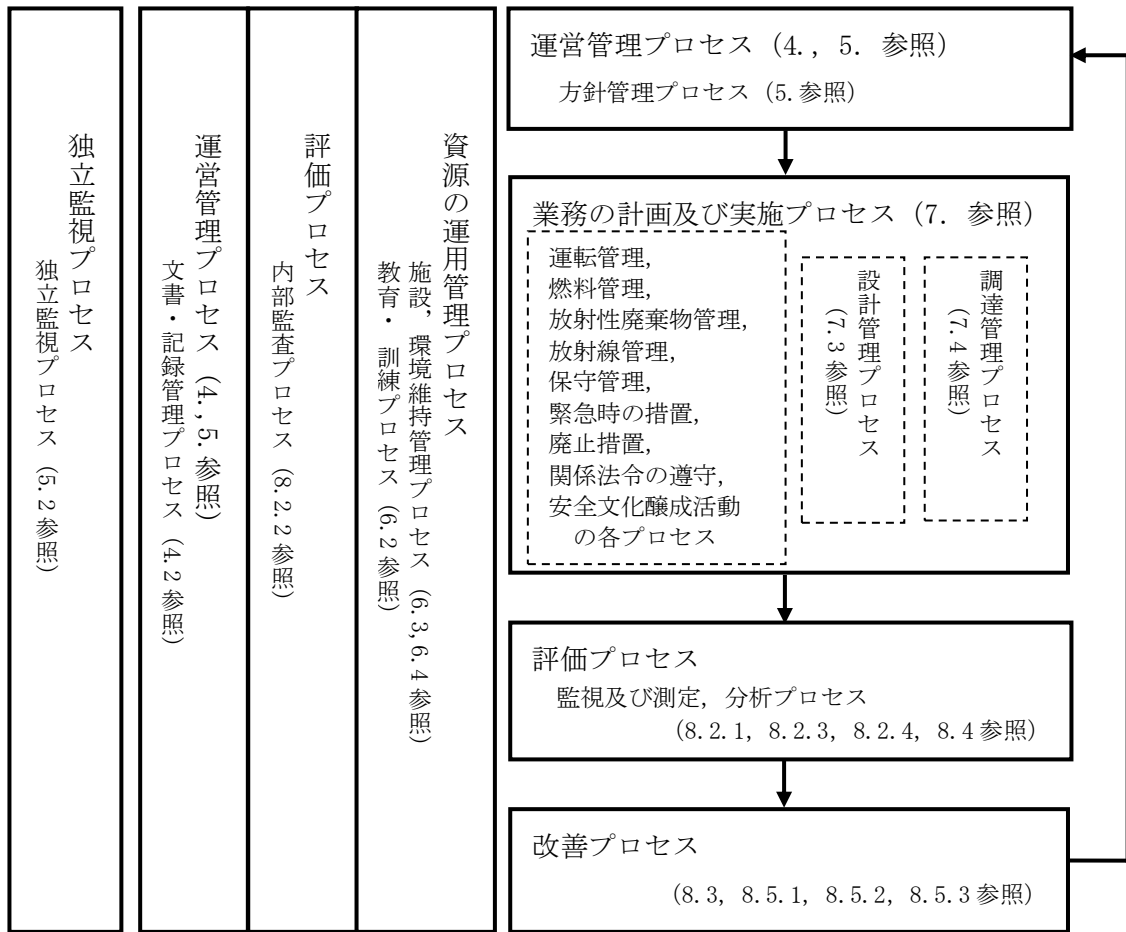 独立監視プロセス
独立監視プロセス (5.2参照)
運営管理プロセス (4.,5.参照)
文書・記録管理プロセス (4.2参照)
評価プロセス
内部監査プロセス (8.2.2参照)
資源の運用管理プロセス
施設,環境維持管理プロセス (6.3,6.4参照)
教育・訓練プロセス (6.2参照)
運営管理プロセス (4., 5. 参照)
方針管理プロセス (5.参照)
業務の計画及び実施プロセス (7. 参照)
運転管理,
燃料管理,
放射性廃棄物管理,
放射線管理,
保守管理,
緊急時の措置,
廃止措置,
関係法令の遵守,
安全文化醸成活動
の各プロセス
設計管理プロセス
(7.3参照)
調達管理プロセス
(7.4参照)
評価プロセス
監視及び測定, 分析プロセス
(8.2.1, 8.2.3, 8.2.4, 8.4参照)
改善プロセス
(8.3, 8.5.1, 8.5.2, 8.5.3参照)